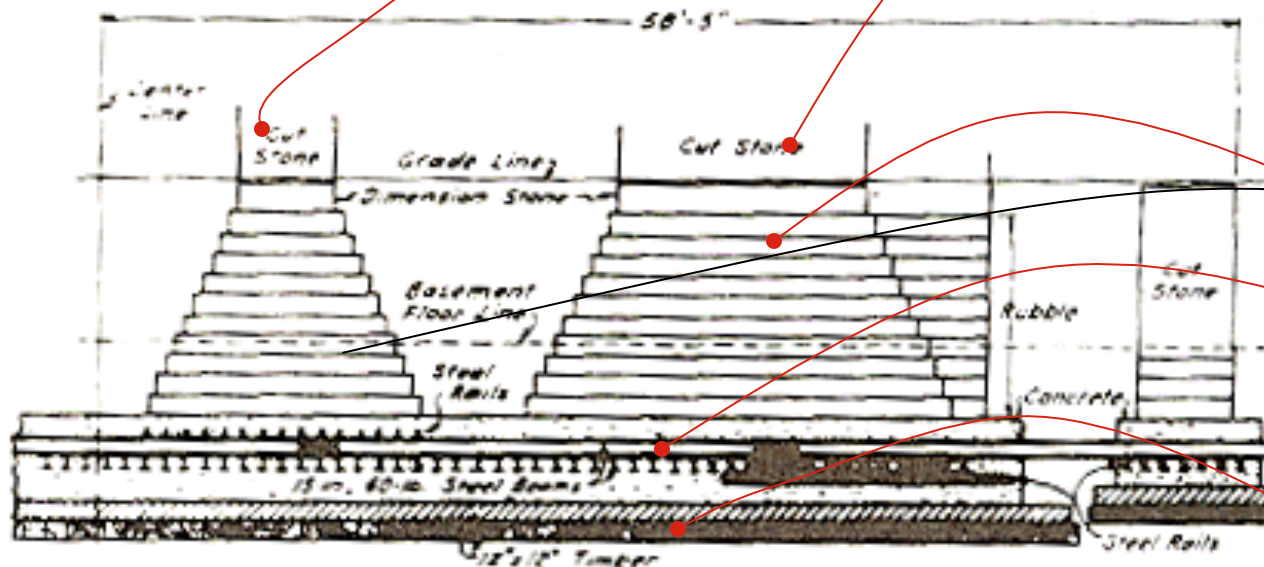 58'-3"
Center
Line
Cut
Stone
Cut Stone
Grade Line
Dimension Stone
Basement
Floor Line
Cut
Stone
Rubble
Steel
Rails
Concrete
15 in. 60-lb. Steel Beams
Steel Rails
12"x12" Timber